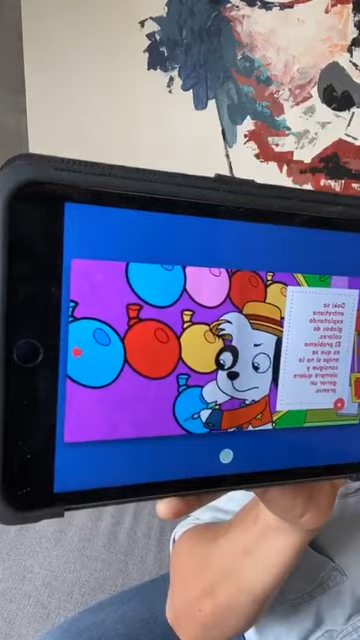 Doki se
entretiene
explotando
globos de
colores.
El problema
es que se
enoja si no lo
consigue y
siempre quiere
ganar un
premio.